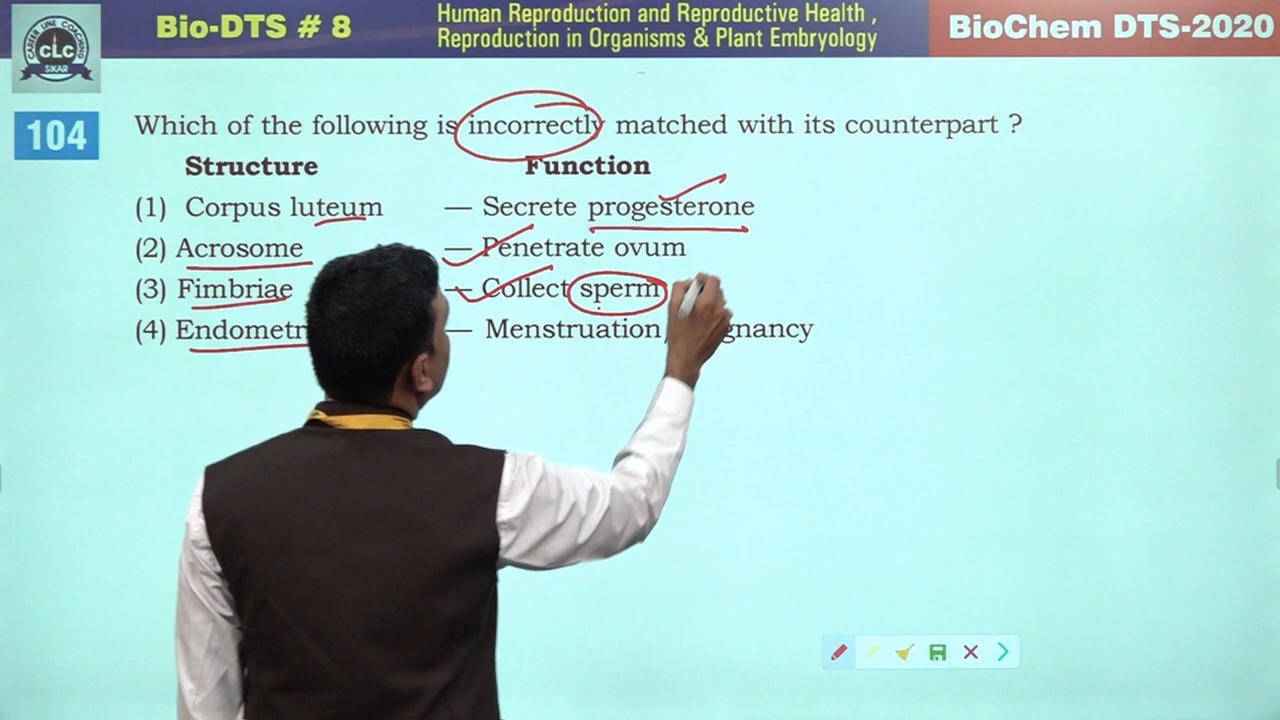 CAREER LINE COACHING
CLC
SIKAR
Bio-DTS # 8
Human Reproduction and Reproductive Health ,
Reproduction in Organisms & Plant Embryology
BioChem DTS-2020
104
Which of the following is incorrectly matched with its counterpart ?
Structure Function
(1) Corpus luteum — Secrete progesterone
(2) Acrosome — Penetrate ovum
(3) Fimbriae — Collect sperm
(4) Endometr — Menstruation gnancy